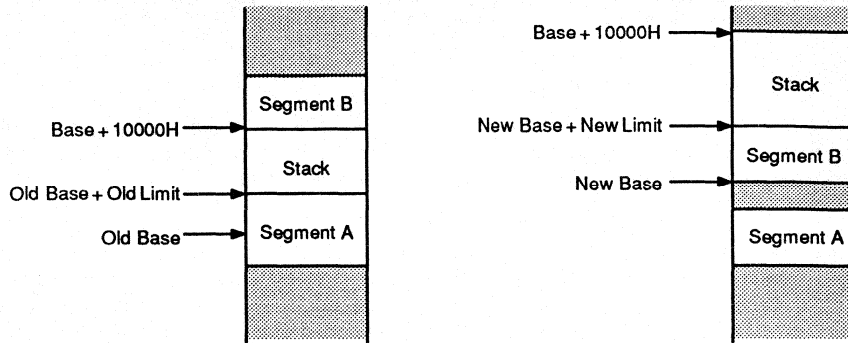 Segment B
Base + 10000H
Stack
Old Base + Old Limit
Old Base
Segment A
Base + 10000H
Stack
New Base + New Limit
Segment B
New Base
Segment A